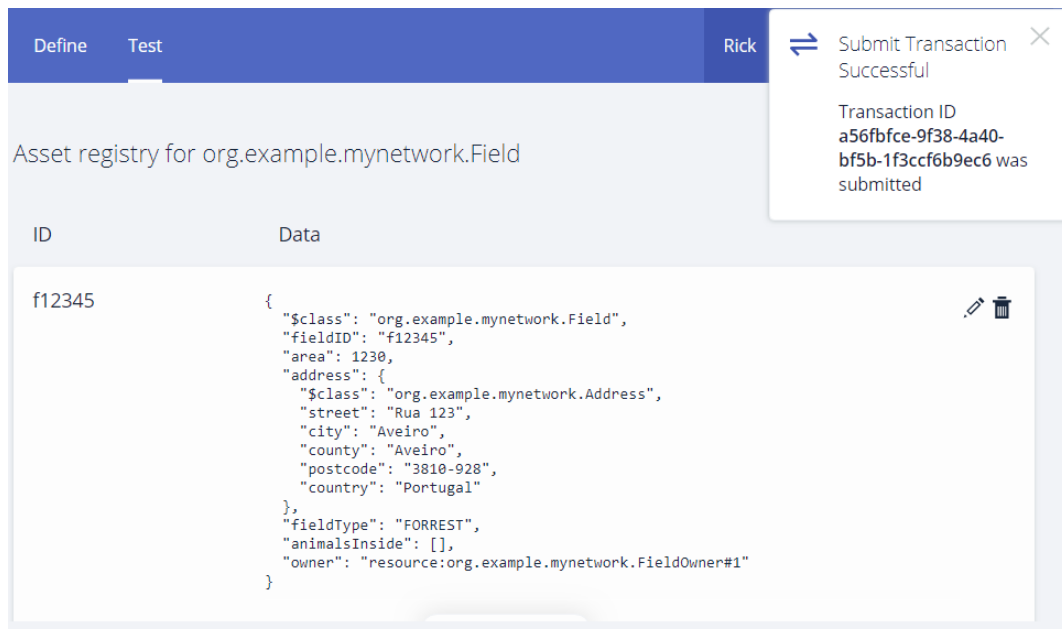 Define Test Rick
Submit Transaction
Successful
Transaction ID
a56fbfce-9f38-4a40-
bf5b-1f3ccf6b9ec6 was
submitted
Asset registry for org.example.mynetwork.Field
ID Data
f12345
{
"$class": "org.example.mynetwork.Field",
"fieldID": "f12345",
"area": 1230,
"address": {
"$class": "org.example.mynetwork.Address",
"street": "Rua 123",
"city": "Aveiro",
"county": "Aveiro",
"postcode": "3810-928",
"country": "Portugal"
},
"fieldType": "FORREST",
"animalsInside": [],
"owner": "resource:org.example.mynetwork.FieldOwner#1"
}